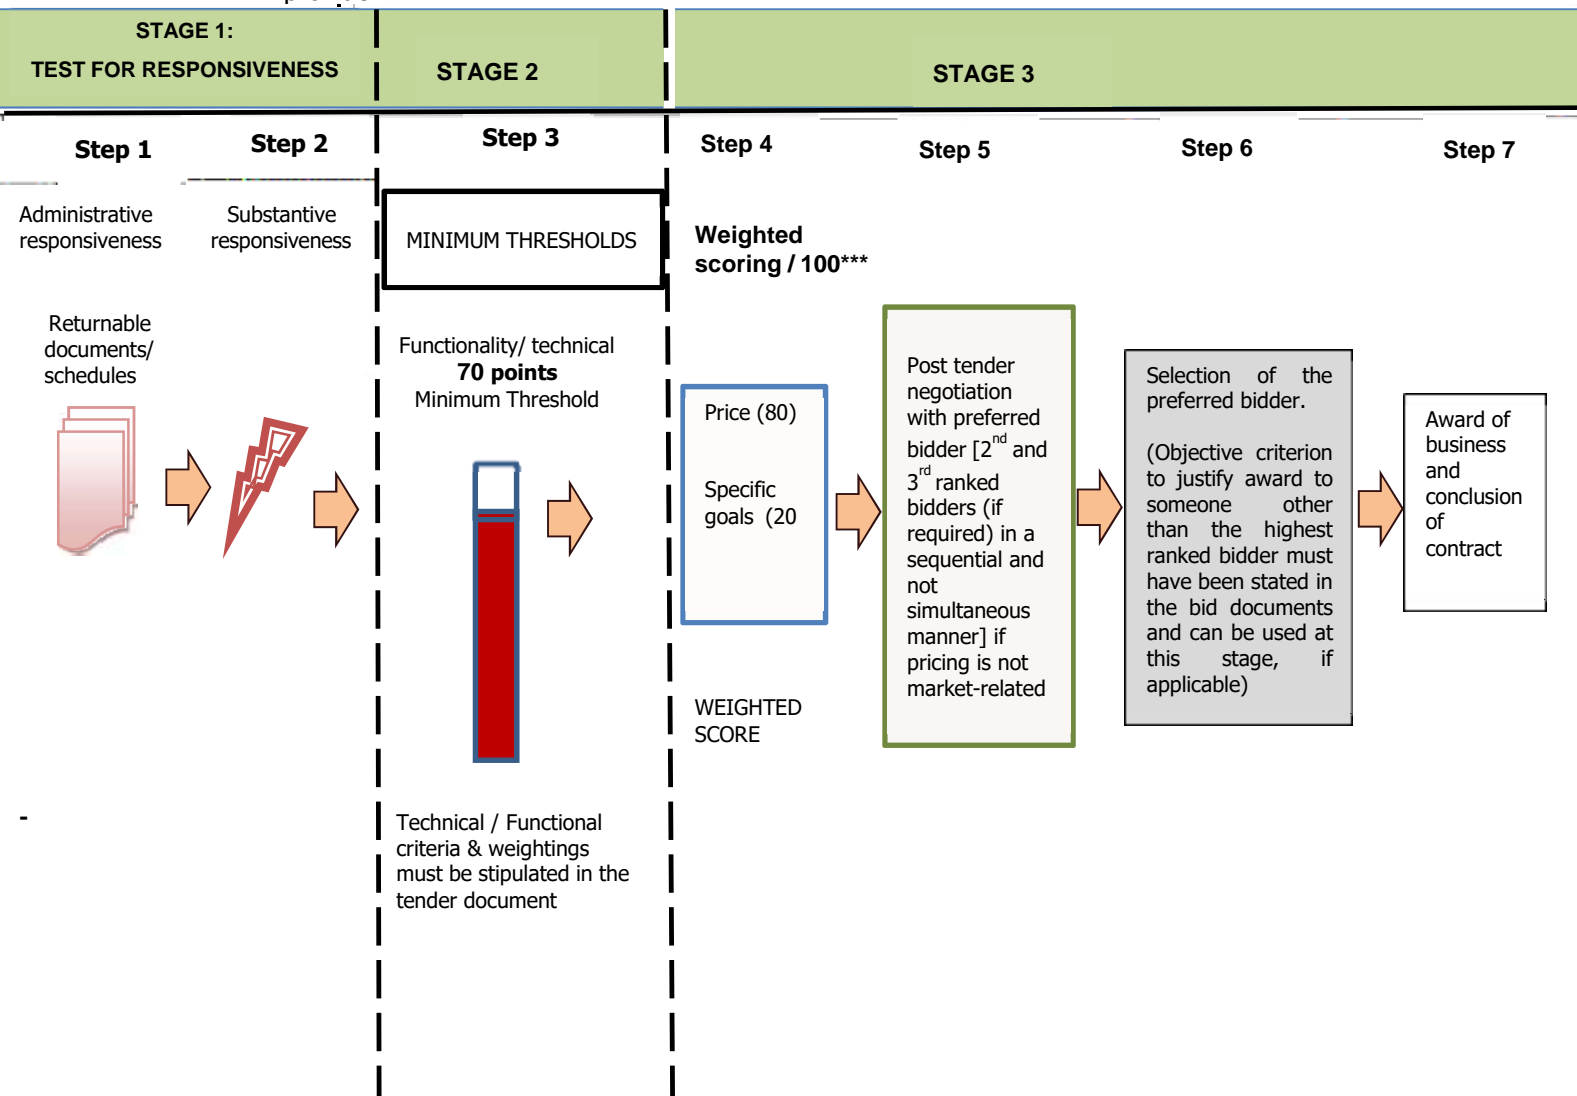 STAGE 1:
TEST FOR RESPONSIVENESS
STAGE 2
STAGE 3
Step 1
Step 2
Step 3
Step 4
Step 5
Step 6
Step 7
Administrative
responsiveness
Substantive
responsiveness
MINIMUM THRESHOLDS
Weighted
scoring / 100***
Returnable
documents/
schedules
Functionality/ technical
70 points
Minimum Threshold
Price (80)
Specific
goals (20
WEIGHTED
SCORE
Post tender
negotiation
with preferred
bidder [2nd and
3rd ranked
bidders (if
required) in a
sequential and
not
simultaneous
manner] if
pricing is not
market-related
Selection of the
preferred bidder.
(Objective criterion
to justify award to
someone other
than the highest
ranked bidder must
have been stated in
the bid documents
and can be used at
this stage, if
applicable)
Award of
business
and
conclusion
of
contract
-
Technical / Functional
criteria & weightings
must be stipulated in the
tender document